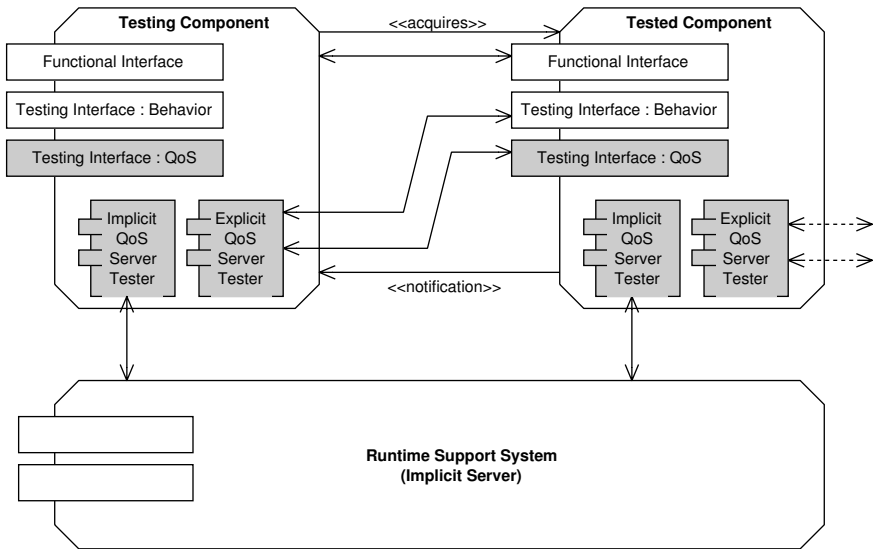 Testing Component
<<acquires>>
Tested Component
Functional Interface
Functional Interface
Testing Interface : Behavior
Testing Interface : Behavior
Testing Interface : QoS
Testing Interface : QoS
Implicit
QoS
Server
Tester
Explicit
QoS
Server
Tester
Implicit
QoS
Server
Tester
Explicit
QoS
Server
Tester
<<notification>>
Runtime Support System
(Implicit Server)